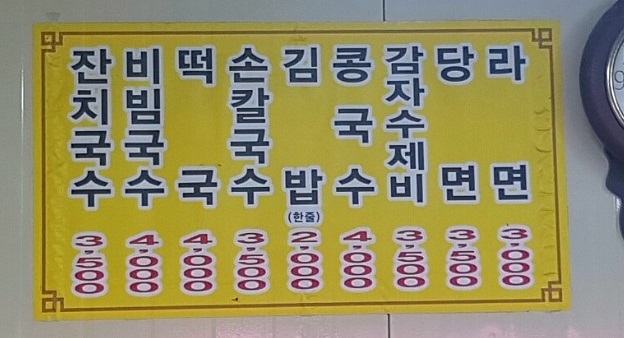 잔치국수 3,500
비빔국수 4,000
떡국 4,000
손칼국수 3,500
김밥 (한줄) 2,000
콩국수 4,000
감자수제비 3,500
당면 3,500
라면 3,000
9